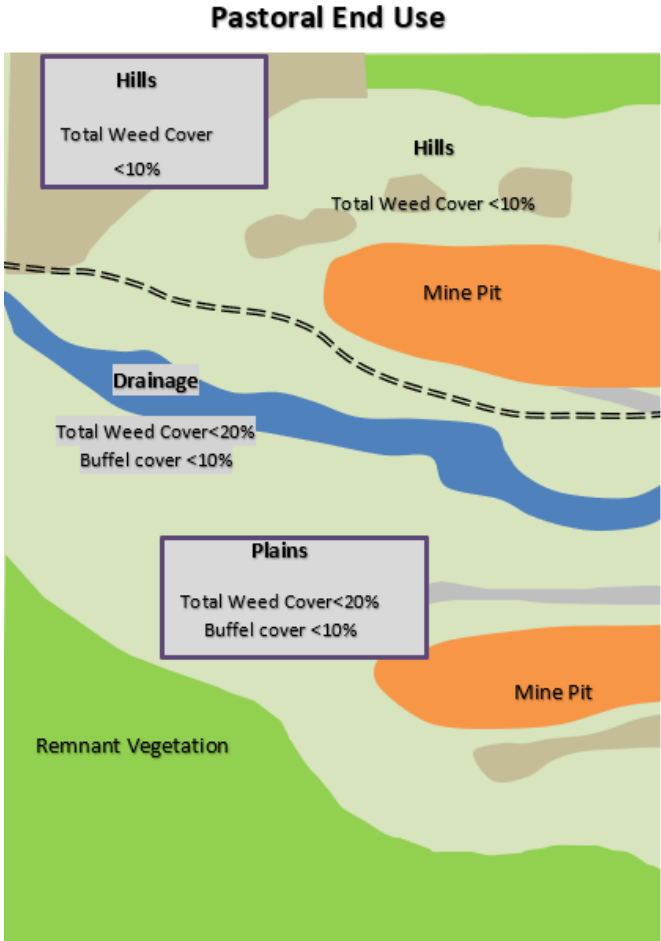 Pastoral End Use
Hills
Total Weed Cover
<10%
Hills
Total Weed Cover <10%
Mine Pit
Drainage
Total Weed Cover<20%
Buffel cover <10%
Plains
Total Weed Cover<20%
Buffel cover <10%
Mine Pit
Remnant Vegetation